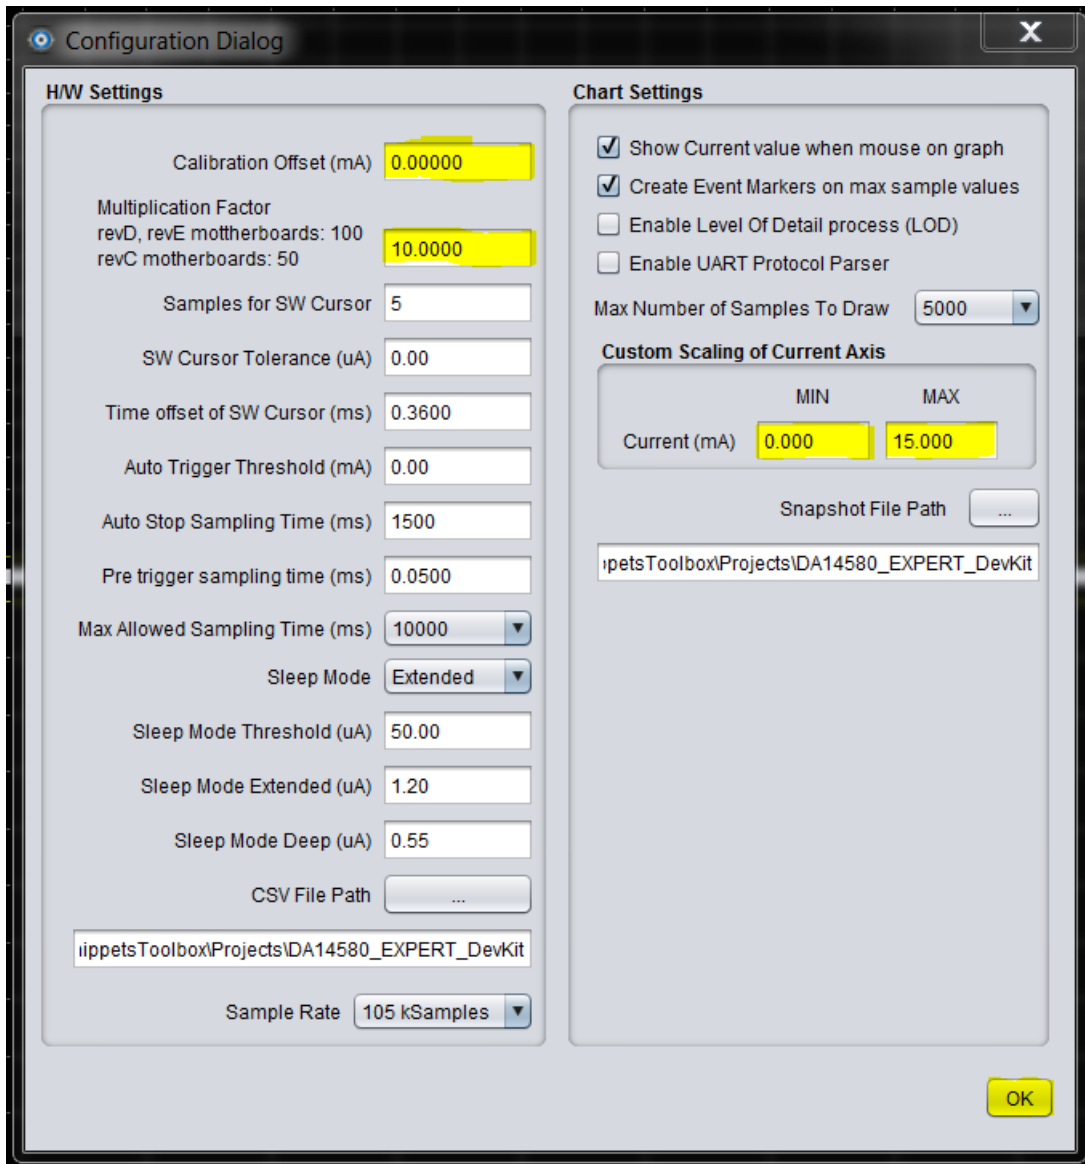 Configuration Dialog
X
H/W Settings
Calibration Offset (mA) 0.00000
Multiplication Factor
revD, revE mottherboards: 100
revC motherboards: 50
10.0000
Samples for SW Cursor 5
SW Cursor Tolerance (uA) 0.00
Time offset of SW Cursor (ms) 0.3600
Auto Trigger Threshold (mA) 0.00
Auto Stop Sampling Time (ms) 1500
Pre trigger sampling time (ms) 0.0500
Max Allowed Sampling Time (ms) 10000
Sleep Mode Extended
Sleep Mode Threshold (uA) 50.00
Sleep Mode Extended (uA) 1.20
Sleep Mode Deep (uA) 0.55
CSV File Path ...
ippetsToolbox\Projects\DA14580_EXPERT_DevKit
Sample Rate 105 kSamples
Chart Settings
Show Current value when mouse on graph
Create Event Markers on max sample values
Enable Level Of Detail process (LOD)
Enable UART Protocol Parser
Max Number of Samples To Draw 5000
Custom Scaling of Current Axis
MIN MAX
Current (mA) 0.000 15.000
Snapshot File Path ...
petsToolbox\Projects\DA14580_EXPERT_DevKit
OK